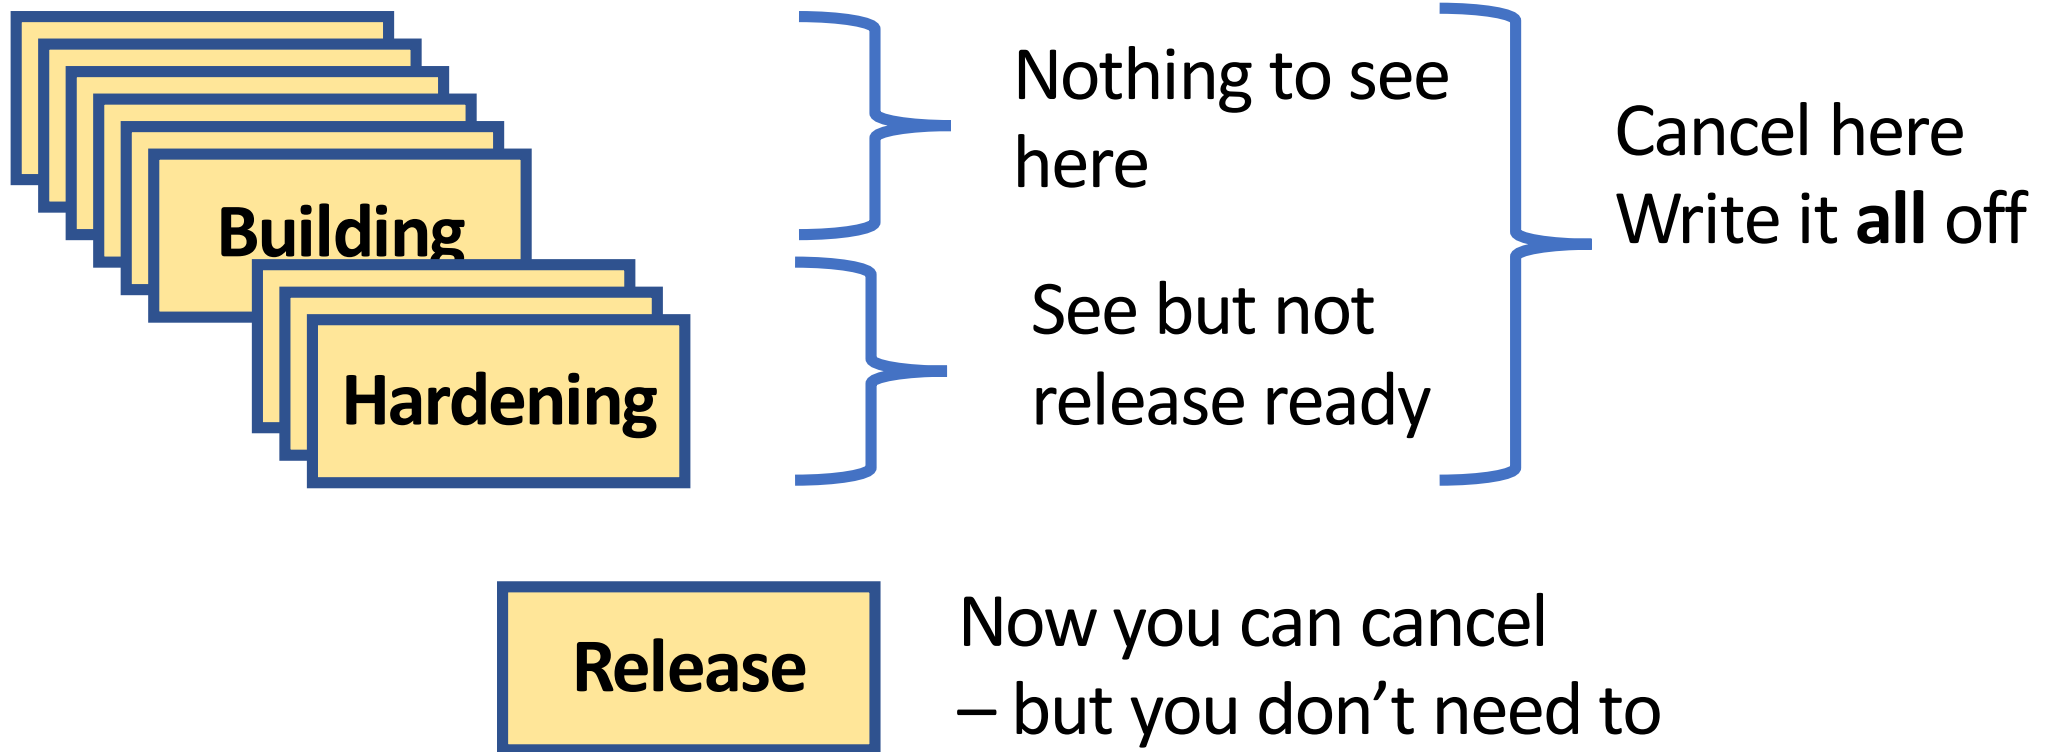 Building
Nothing to see
here
Cancel here
Write it all off
Hardening
See but not
release ready
Release
Now you can cancel
– but you don’t need to